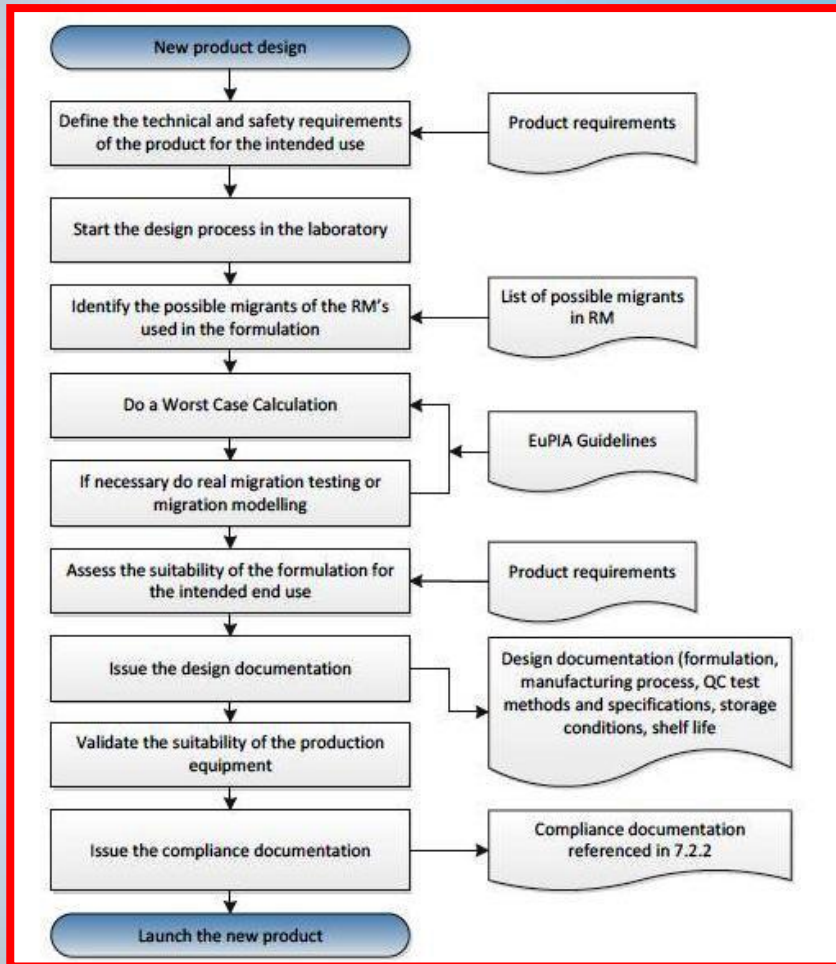 New product design
Define the technical and safety requirements
of the product for the intended use
Product requirements
Start the design process in the laboratory
Identify the possible migrants of the RM's
used in the formulation
List of possible migrants
in RM
Do a Worst Case Calculation
EuPIA Guidelines
If necessary do real migration testing or
migration modelling
Assess the suitability of the formulation for
the intended end use
Product requirements
Issue the design documentation
Design documentation (formulation,
manufacturing process, QC test
methods and specifications, storage
conditions, shelf life
Validate the suitability of the production
equipment
Issue the compliance documentation
Compliance documentation
referenced in 7.2.2
Launch the new product